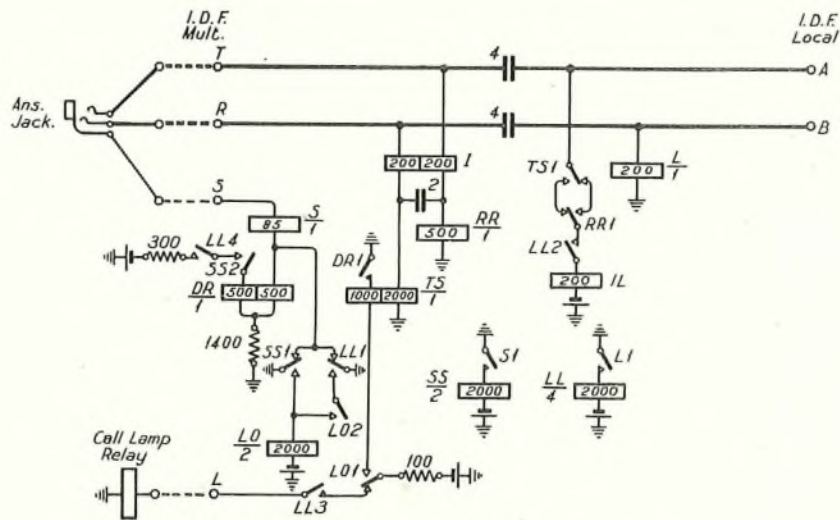 I.D.F.
Mult.
I.D.F.
Local
T
4
A
Ans.
Jack.
R
4
B
200 200 I
TS1
200 L/1
S
2
85 S/1
500 RR/1
RR1
300
LL4
SS2
DR1
LL2
DR/1 500 500
1000 2000 TS/1
200 IL
1400
SS1
LL1
S1
L1
SS/2 2000
LL/4 2000
LO2
LO/2 2000
Call Lamp
Relay
LO1
100
L
LL3